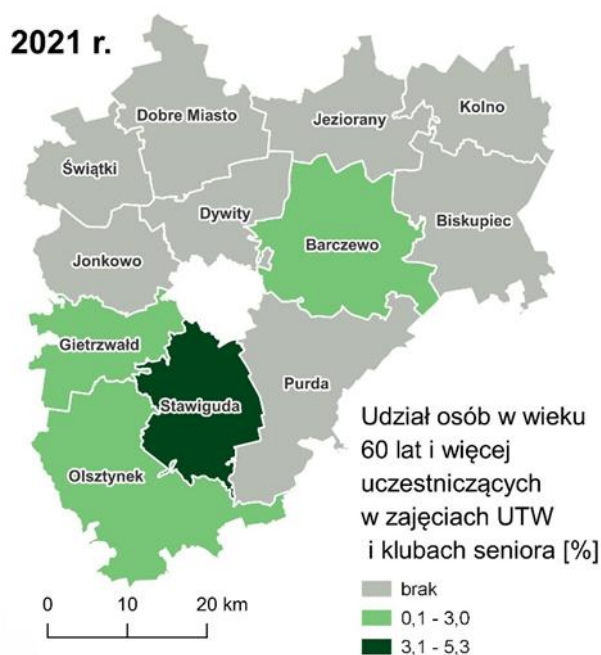 2021 r.
Dobre Miasto
Jeziorany
Kolno
Świątki
Dywity
Biskupiec
Barczewo
Jonkowo
Gietrzwałd
Stawiguda
Purda
Olsztynek
Udział osób w wieku
60 lat i więcej
uczestniczących
w zajęciach UTW
i klubach seniora [%]
brak
0,1 - 3,0
3,1 - 5,3
0 10 20 km